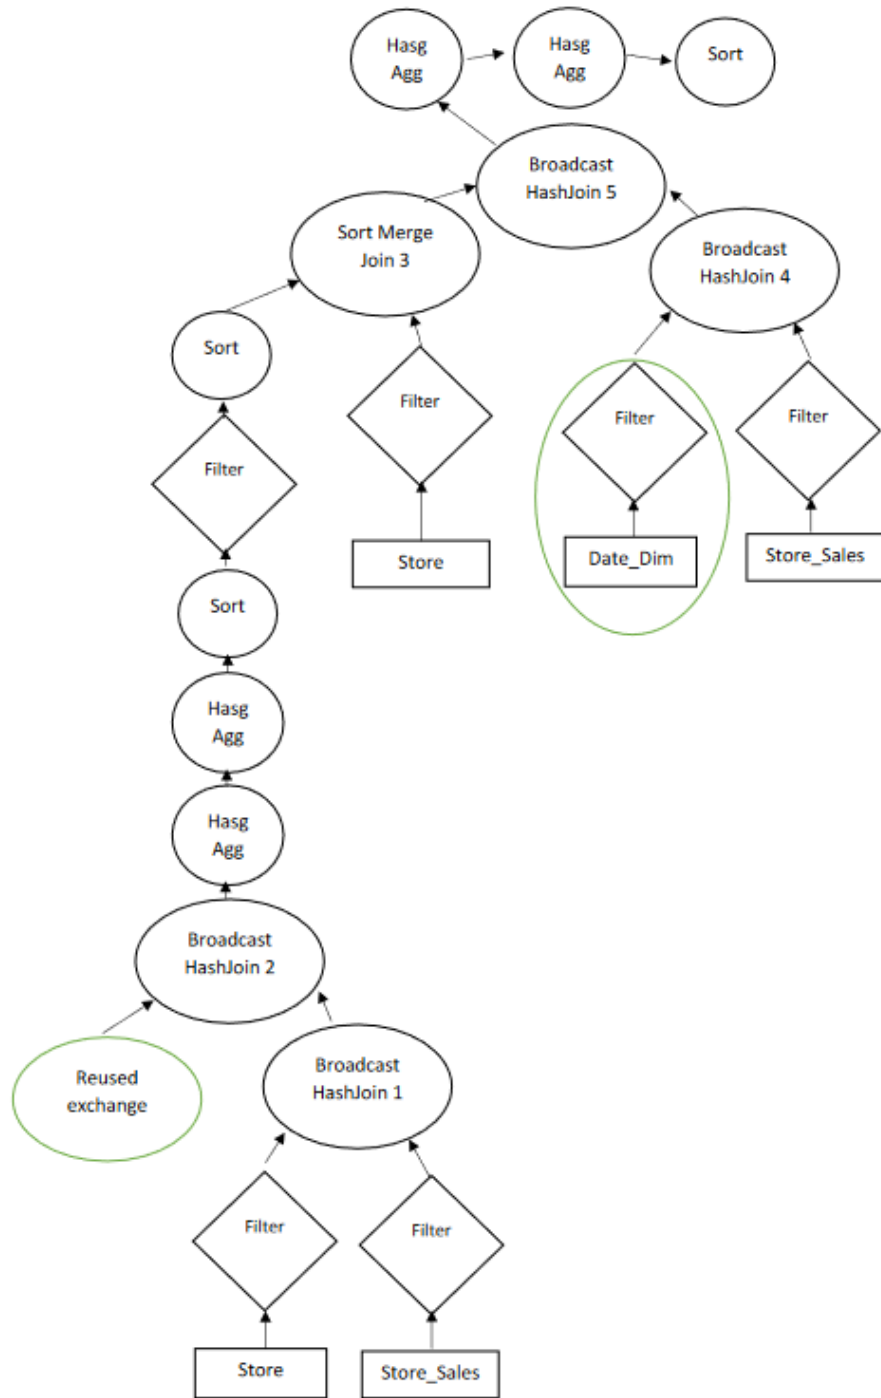 Hasg
Agg
Hasg
Agg
Sort
Broadcast
HashJoin 5
Sort Merge
Join 3
Broadcast
HashJoin 4
Sort
Filter
Filter
Filter
Filter
Store
Date_Dim
Store_Sales
Sort
Hasg
Agg
Hasg
Agg
Broadcast
HashJoin 2
Reused
exchange
Broadcast
HashJoin 1
Filter
Filter
Store
Store_Sales